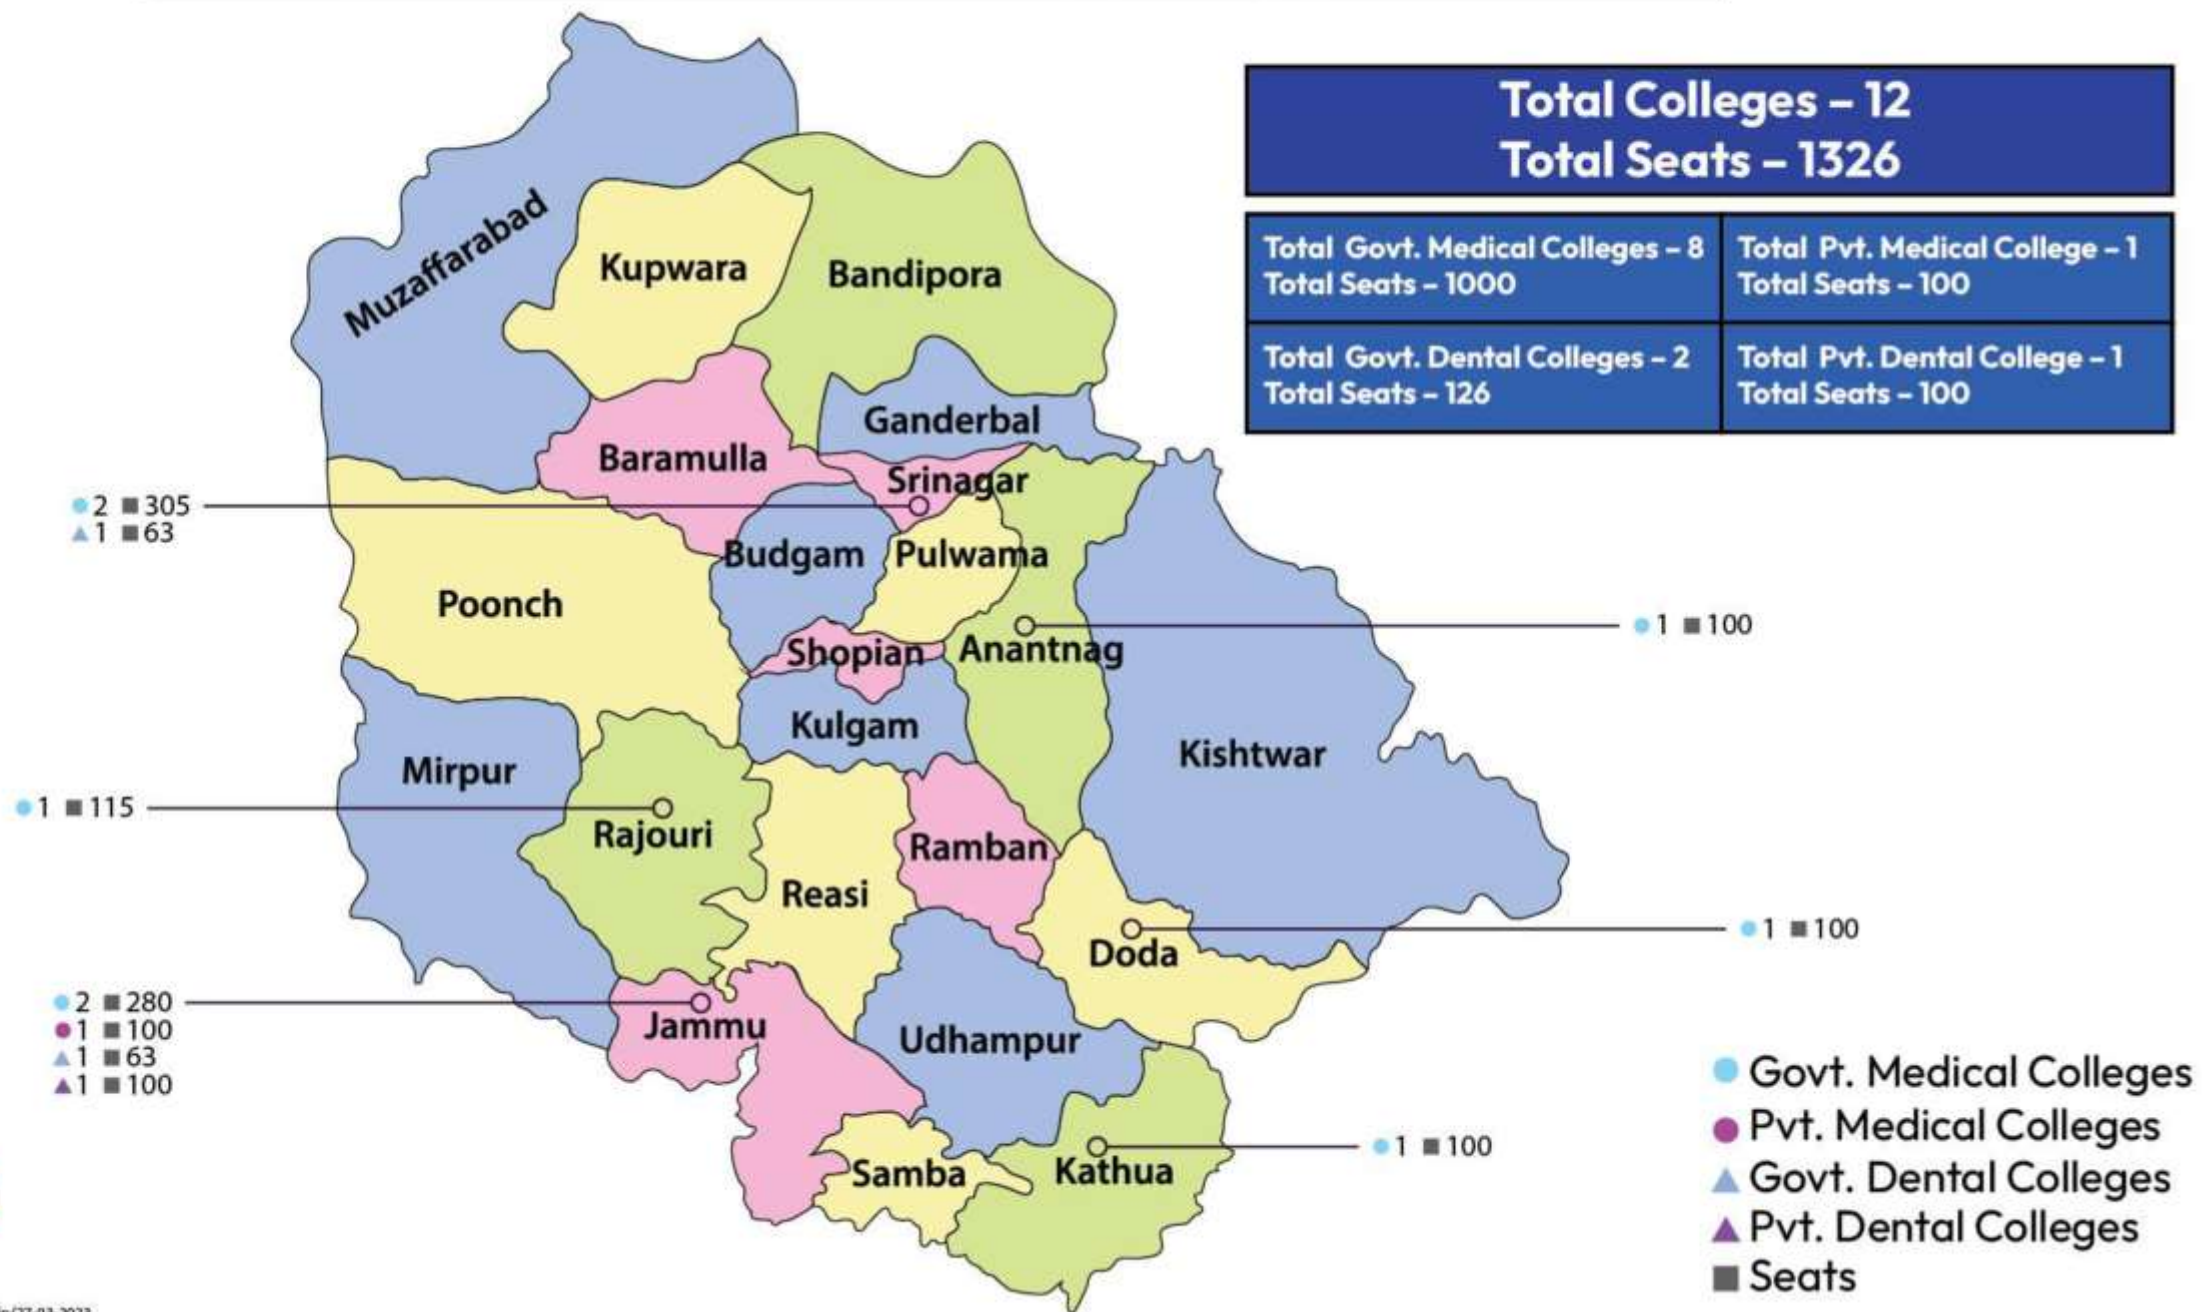 Total Colleges – 12
Total Seats – 1326
Total Govt. Medical Colleges – 8
Total Seats – 1000
Total Pvt. Medical College – 1
Total Seats – 100
Total Govt. Dental Colleges – 2
Total Seats – 126
Total Pvt. Dental College – 1
Total Seats – 100
Muzaffarabad
Kupwara
Bandipora
Ganderbal
Baramulla
Srinagar
2 305
1 63
Budgam
Pulwama
Poonch
1 100
Shopian
Anantnag
Kulgam
Kishtwar
Mirpur
1 115
Rajouri
Ramban
Reasi
1 100
Doda
2 280
1 100
1 63
1 100
Jammu
Udhampur
1 100
Samba
Kathua
Govt. Medical Colleges
Pvt. Medical Colleges
Govt. Dental Colleges
Pvt. Dental Colleges
Seats